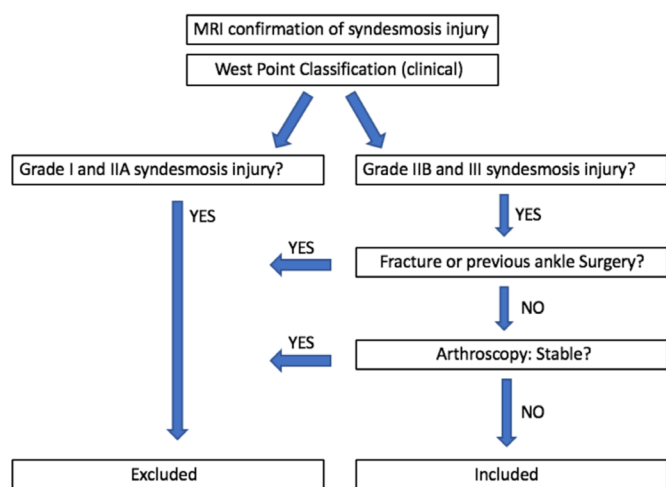 MRI confirmation of syndesmosis injury
West Point Classification (clinical)
Grade I and IIA syndesmosis injury?
Grade IIB and III syndesmosis injury?
YES
YES
YES
Fracture or previous ankle Surgery?
NO
YES
Arthroscopy: Stable?
NO
Excluded
Included